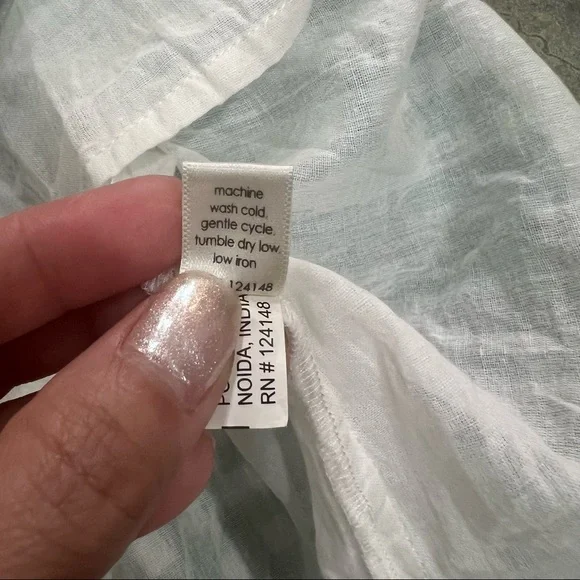 machine
wash cold,
gentle cycle,
tumble dry low,
low iron
124148
NOIDA, INDIA
RN # 124148